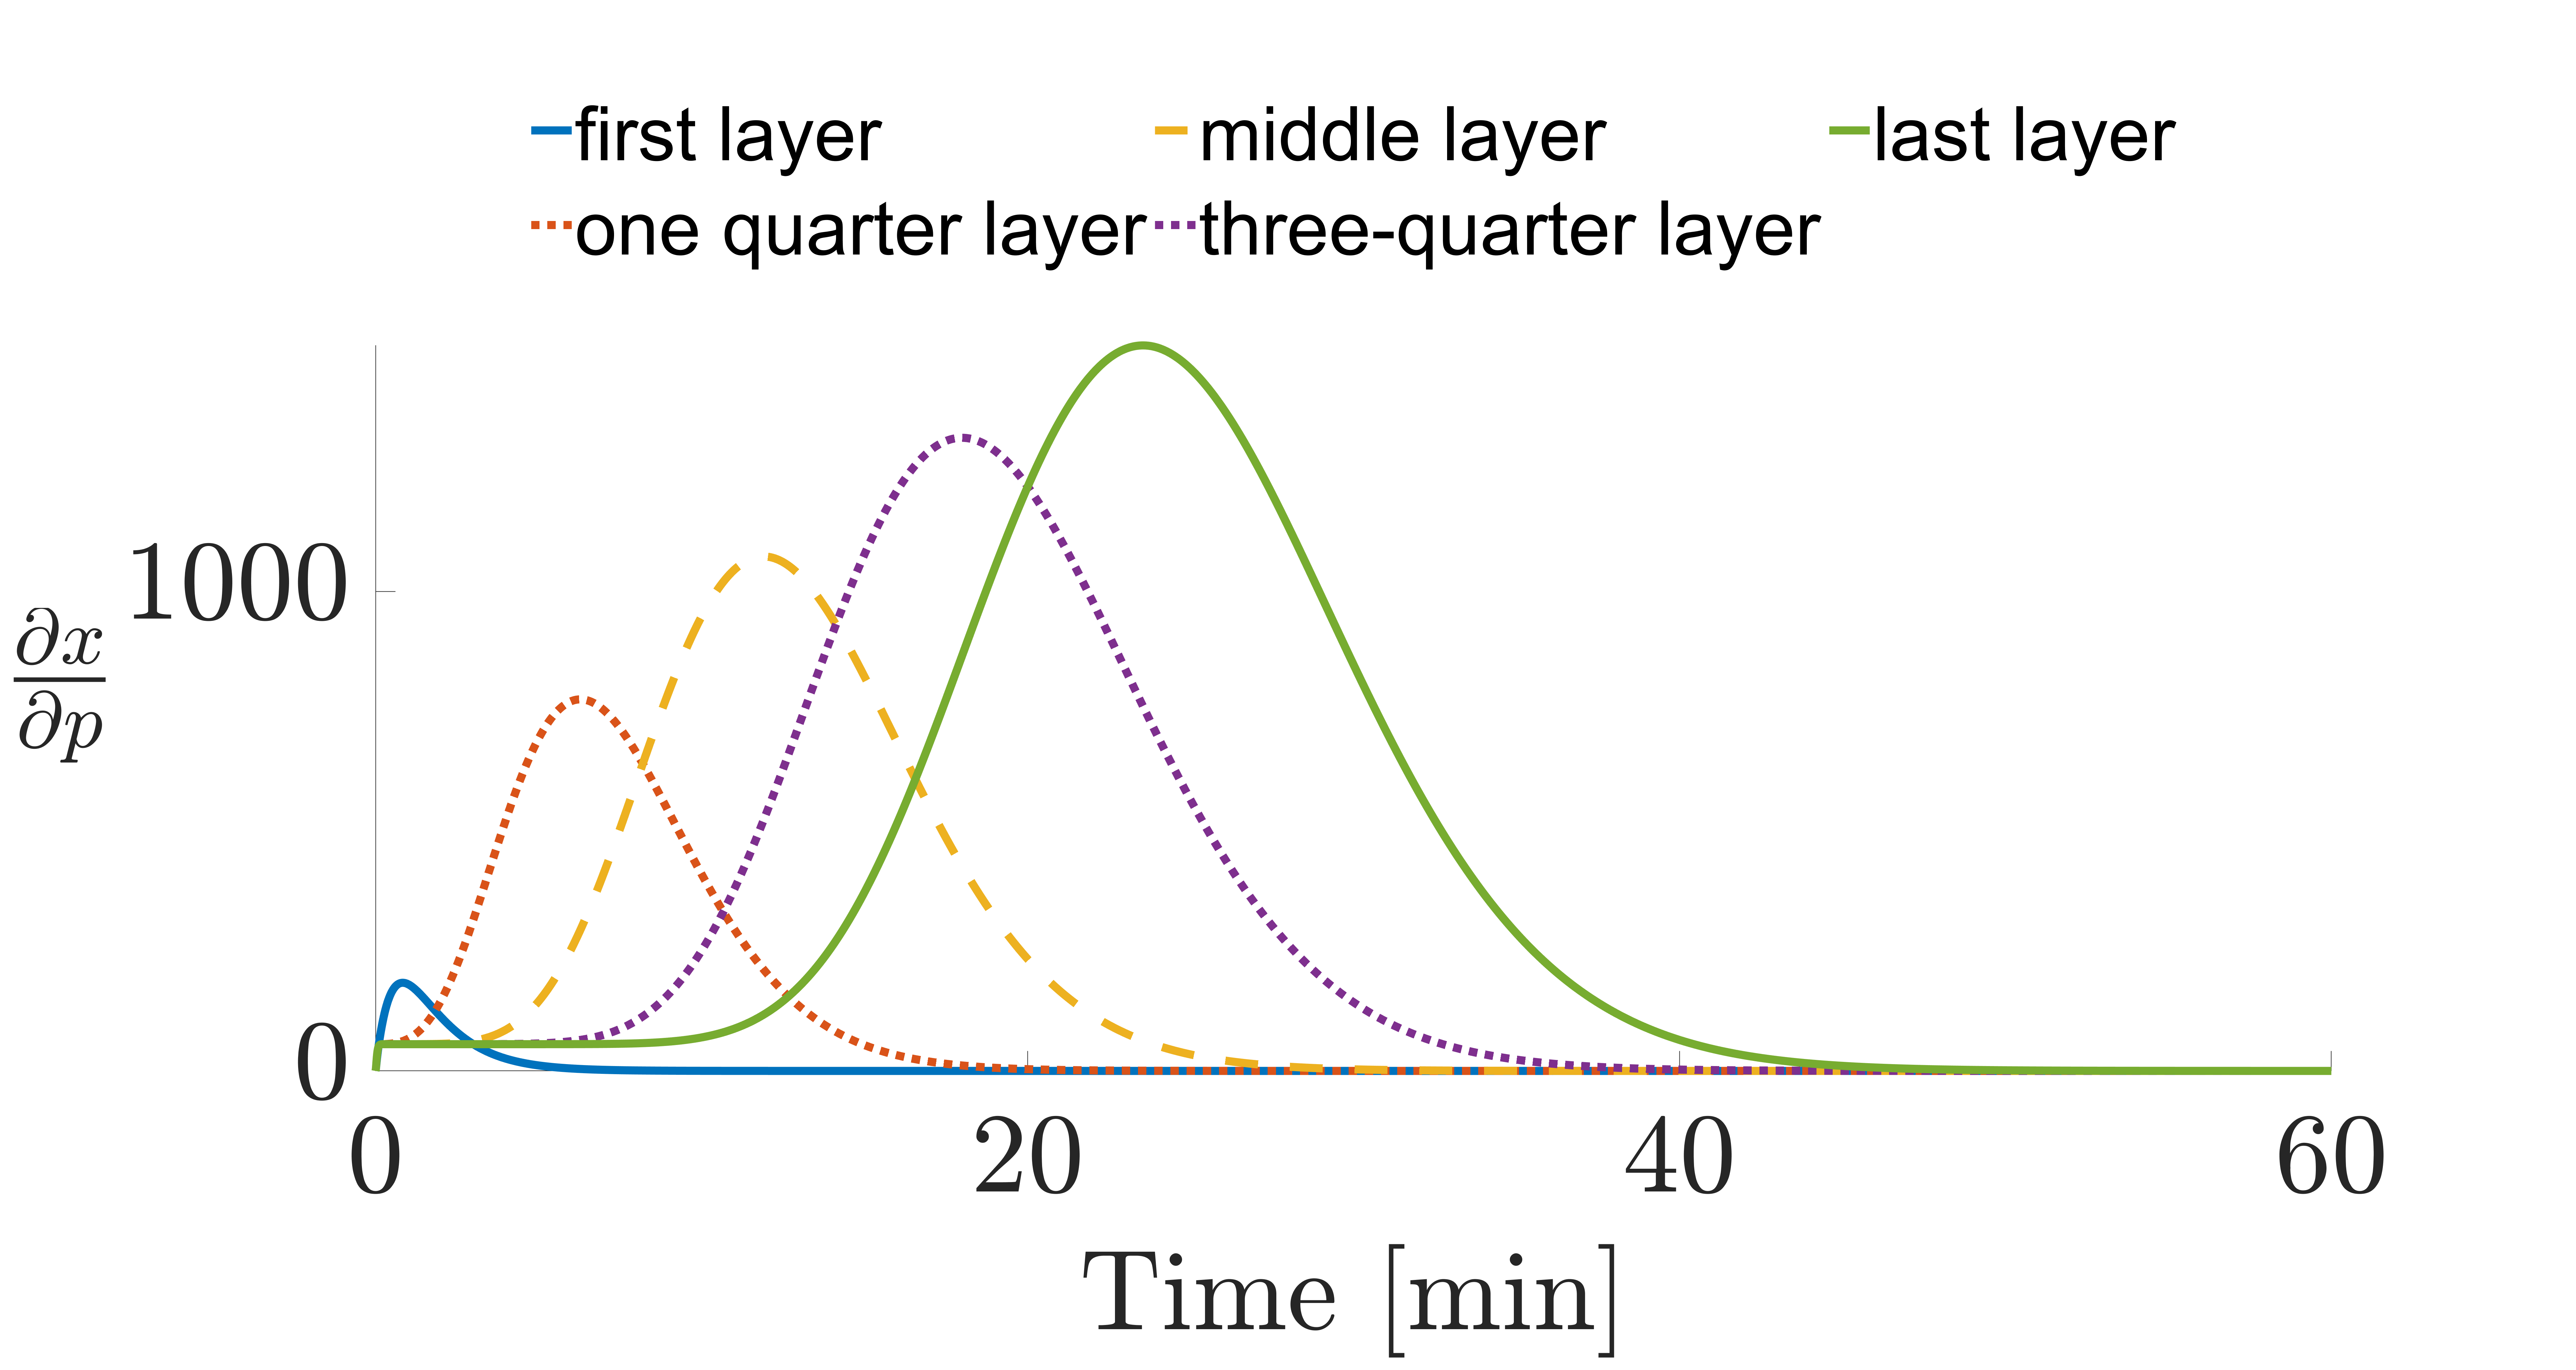 first layer middle layer last layer
one quarter layer three-quarter layer
1000
∂x
∂p
0
0 20 40 60
Time [min]